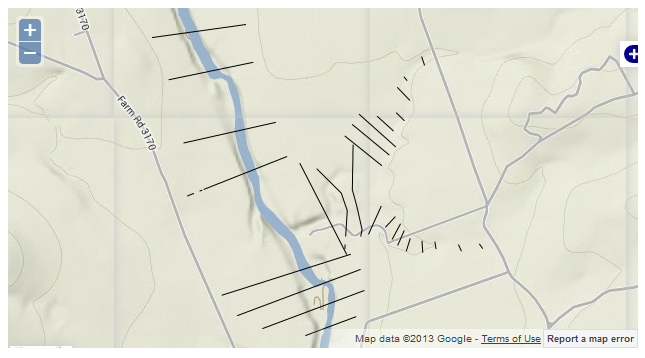 3170
+
−
+
Farm Rd 3170
Map data ©2013 Google - Terms of Use
Report a map error